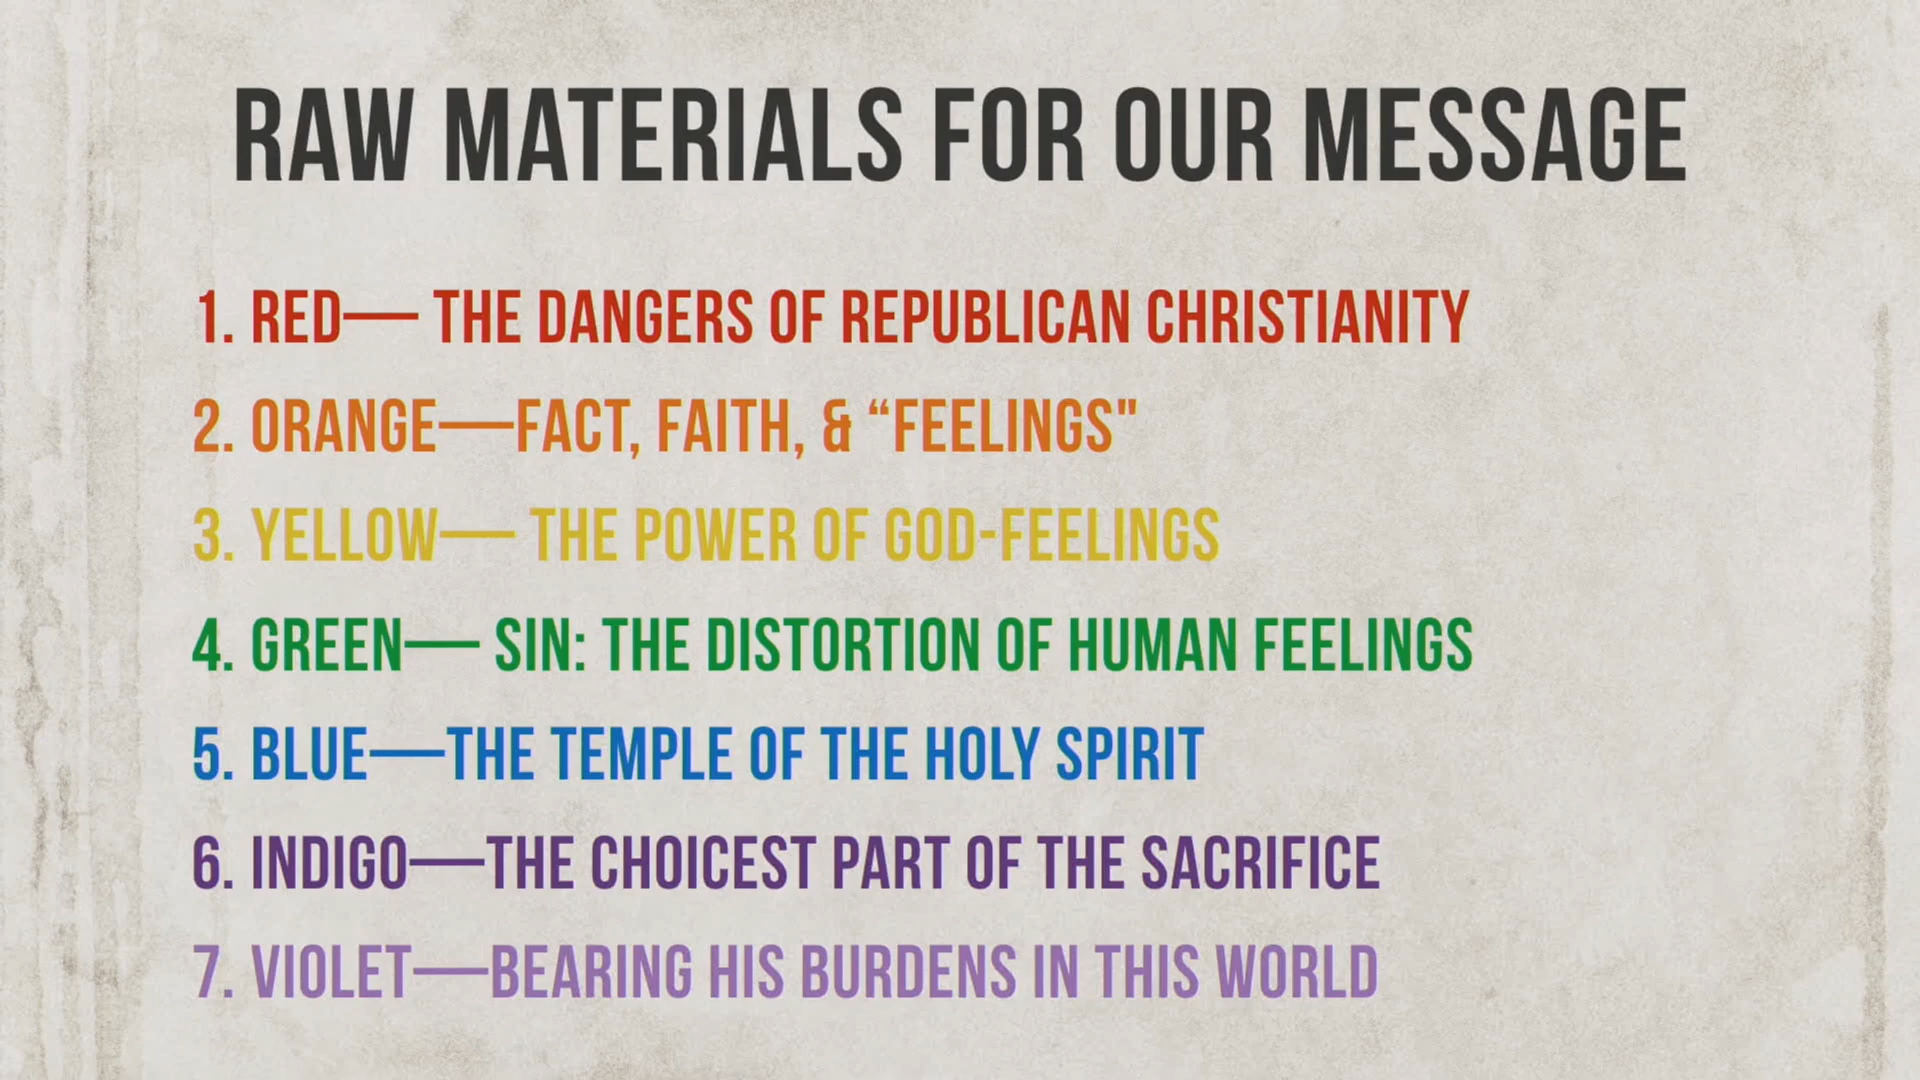 RAW MATERIALS FOR OUR MESSAGE
1. RED— THE DANGERS OF REPUBLICAN CHRISTIANITY
2. ORANGE—FACT, FAITH, & “FEELINGS"
3. YELLOW— THE POWER OF GOD-FEELINGS
4. GREEN— SIN: THE DISTORTION OF HUMAN FEELINGS
5. BLUE—THE TEMPLE OF THE HOLY SPIRIT
6. INDIGO—THE CHOICEST PART OF THE SACRIFICE
7. VIOLET—BEARING HIS BURDENS IN THIS WORLD